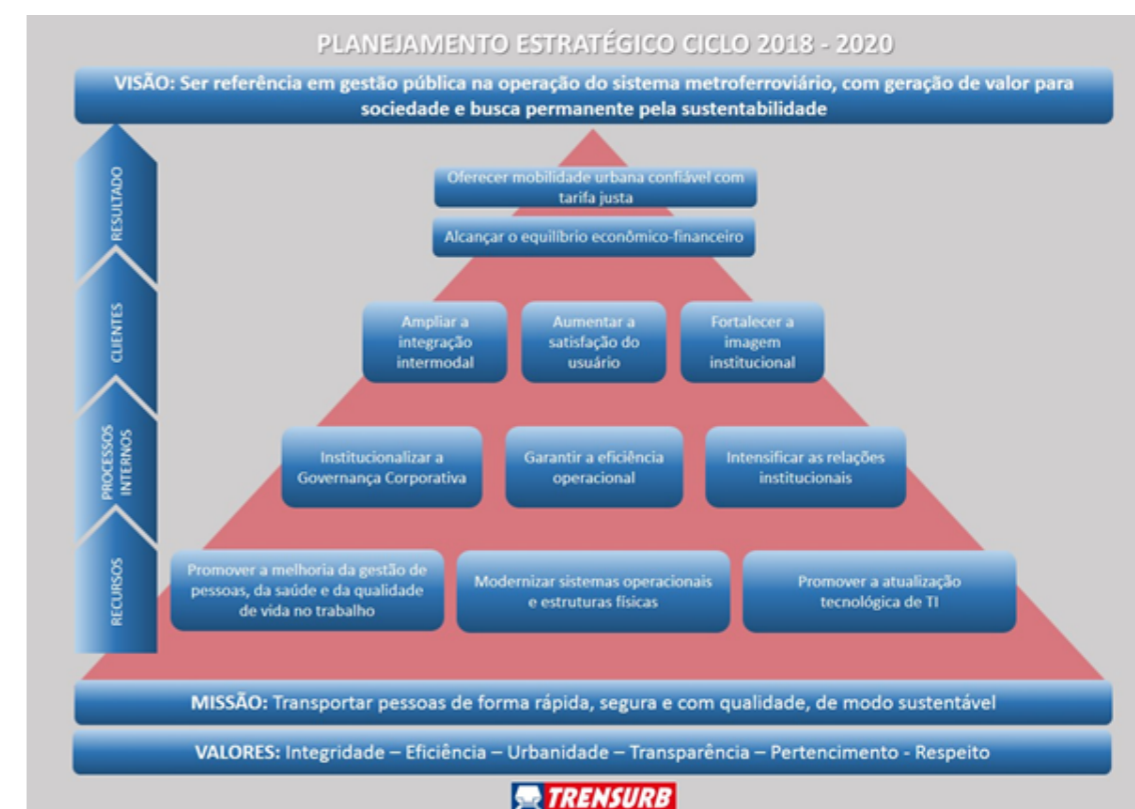 PLANEJAMENTO ESTRATÉGICO CICLO 2018 - 2020
VISÃO: Ser referência em gestão pública na operação do sistema metroferroviário, com geração de valor para
sociedade e busca permanente pela sustentabilidade
RESULTADO
Oferecer mobilidade urbana confiável com
tarifa justa
Alcançar o equilíbrio econômico-financeiro
CLIENTES
Ampliar a
integração
intermodal
Aumentar a
satisfação do
usuário
Fortalecer a
imagem
institucional
PROCESSOS
INTERNOS
Institucionalizar a
Governança Corporativa
Garantir a eficiência
operacional
Intensificar as relações
institucionais
RECURSOS
Promover a melhoria da gestão de
pessoas, da saúde e da qualidade
de vida no trabalho
Modernizar sistemas operacionais
e estruturas físicas
Promover a atualização
tecnológica de TI
MISSÃO: Transportar pessoas de forma rápida, segura e com qualidade, de modo sustentável
VALORES: Integridade – Eficiência – Urbanidade – Transparência – Pertencimento - Respeito
TRENSURB